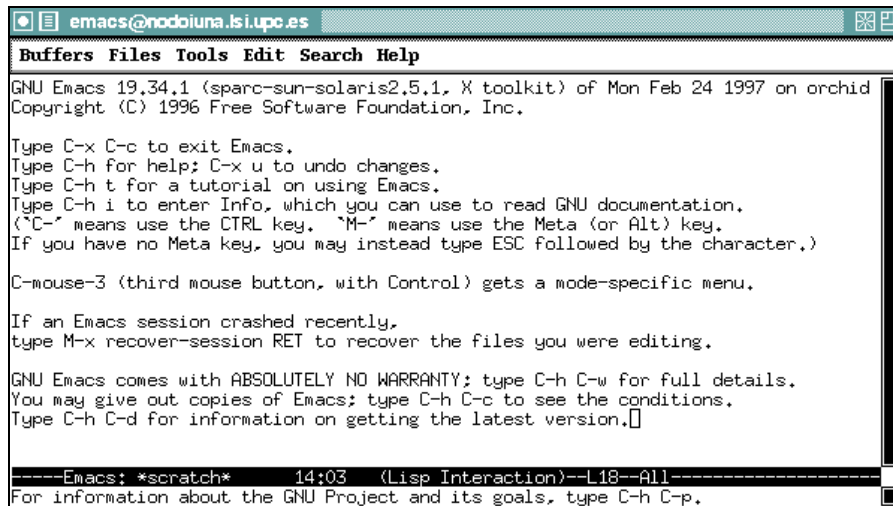 emacs@nodoiuna.lsi.upc.es
Buffers Files Tools Edit Search Help
GNU Emacs 19.34.1 (sparc-sun-solaris2.5.1, X toolkit) of Mon Feb 24 1997 on orchid
Copyright (C) 1996 Free Software Foundation, Inc.
Type C-x C-c to exit Emacs.
Type C-h for help; C-x u to undo changes.
Type C-h t for a tutorial on using Emacs.
Type C-h i to enter Info, which you can use to read GNU documentation.
(`C-' means use the CTRL key.  `M-' means use the Meta (or Alt) key.
If you have no Meta key, you may instead type ESC followed by the character.)
C-mouse-3 (third mouse button, with Control) gets a mode-specific menu.
If an Emacs session crashed recently,
type M-x recover-session RET to recover the files you were editing.
GNU Emacs comes with ABSOLUTELY NO WARRANTY; type C-h C-w for full details.
You may give out copies of Emacs; type C-h C-c to see the conditions.
Type C-h C-d for information on getting the latest version.
-----Emacs: *scratch*      14:03   (Lisp Interaction)--L18--All--------------------
For information about the GNU Project and its goals, type C-h C-p.